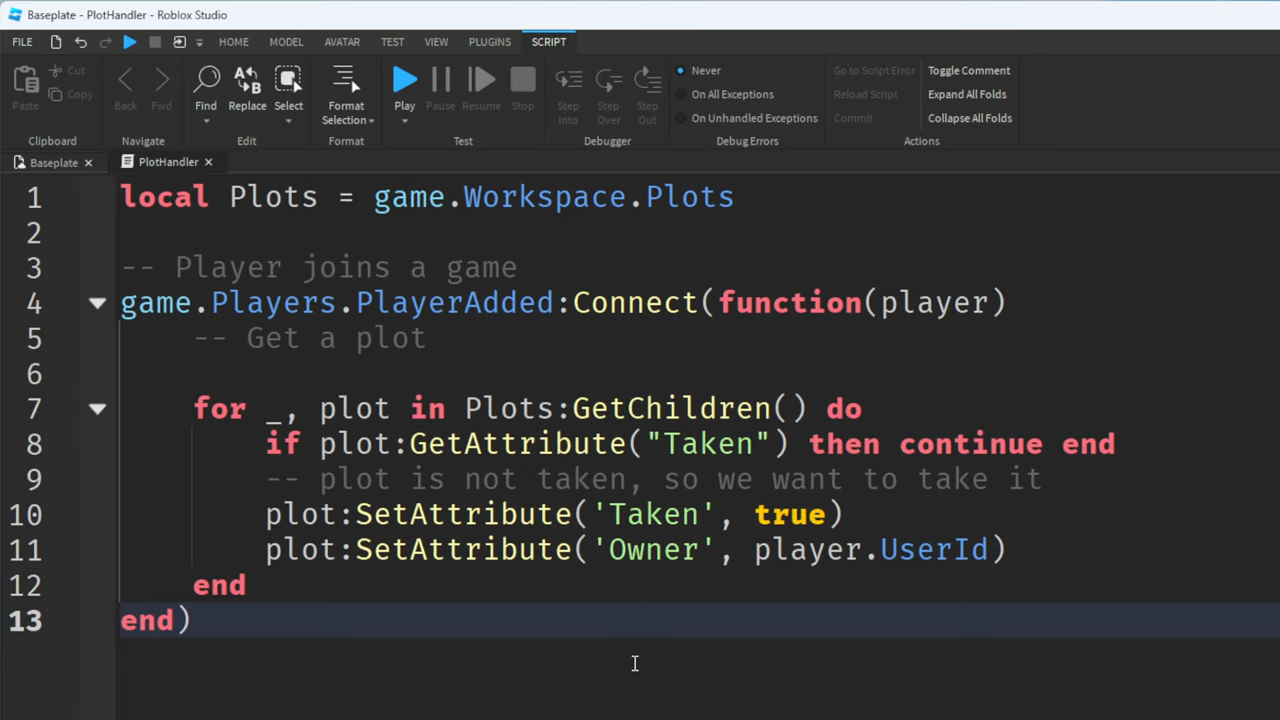 Baseplate - PlotHandler - Roblox Studio
FILE HOME MODEL AVATAR TEST VIEW PLUGINS SCRIPT
Paste Cut Copy
Clipboard
Back Fwd
Navigate
Find Replace Select
Edit
Format Selection
Format
Play Pause Resume Stop
Test
Step Into Step Over Step Out
Debugger
Never
On All Exceptions
On Unhandled Exceptions
Debug Errors
Go to Script Error
Reload Script
Commit
Toggle Comment
Expand All Folds
Collapse All Folds
Actions
Baseplate PlotHandler
1 local Plots = game.Workspace.Plots
2
3 -- Player joins a game
4 game.Players.PlayerAdded:Connect(function(player)
5 -- Get a plot
6
7 for _, plot in Plots:GetChildren() do
8 if plot:GetAttribute("Taken") then continue end
9 -- plot is not taken, so we want to take it
10 plot:SetAttribute('Taken', true)
11 plot:SetAttribute('Owner', player.UserId)
12 end
13 end)